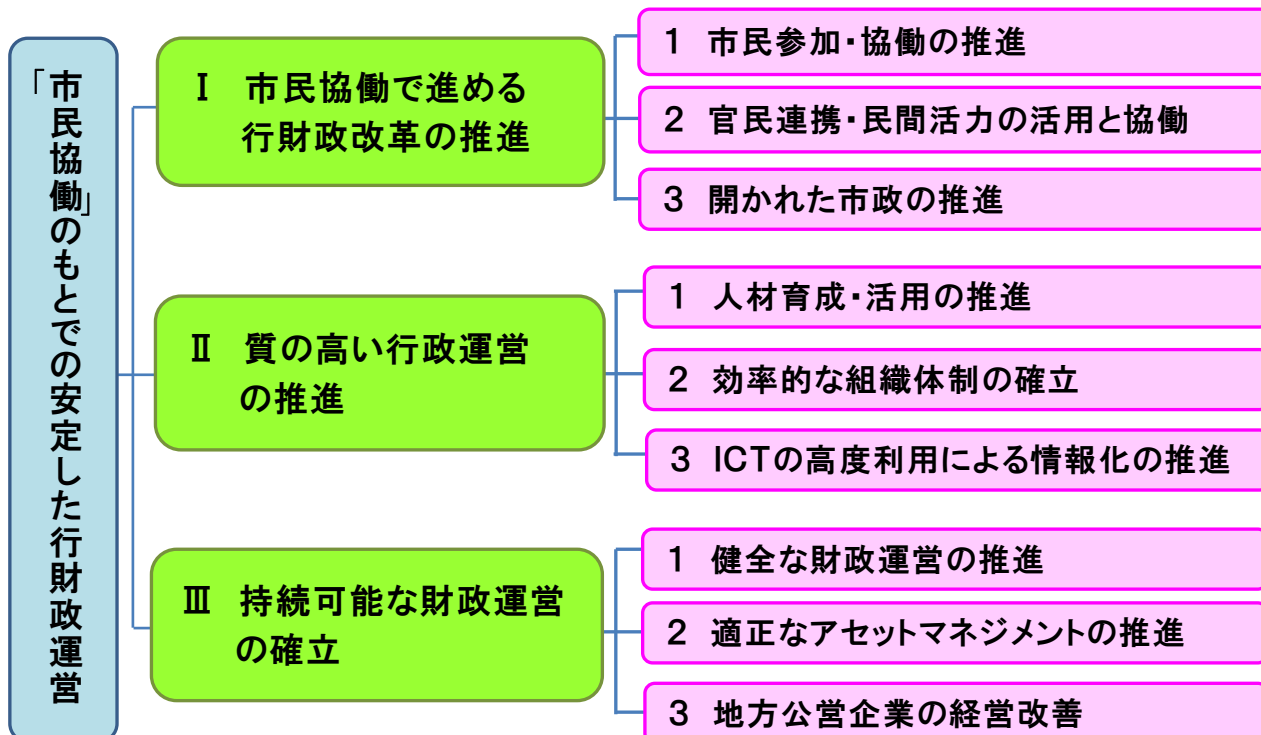 「市民協働」のもとでの安定した行財政運営
Ⅰ 市民協働で進める
行財政改革の推進
1 市民参加・協働の推進
2 官民連携・民間活力の活用と協働
3 開かれた市政の推進
Ⅱ 質の高い行政運営
の推進
1 人材育成・活用の推進
2 効率的な組織体制の確立
3 ICTの高度利用による情報化の推進
Ⅲ 持続可能な財政運営
の確立
1 健全な財政運営の推進
2 適正なアセットマネジメントの推進
3 地方公営企業の経営改善